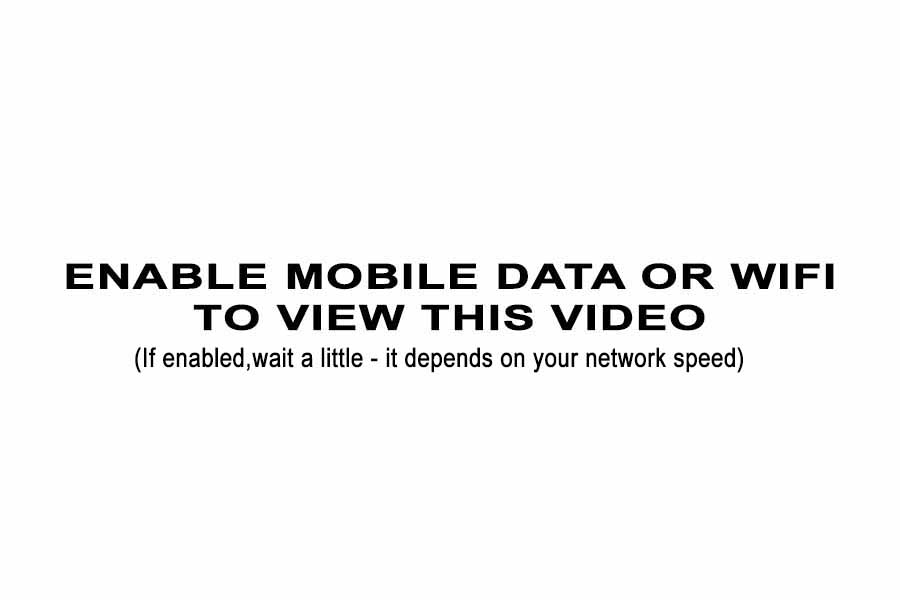 ENABLE MOBILE DATA OR WIFI
TO VIEW THIS VIDEO
(If enabled,wait a little - it depends on your network speed)